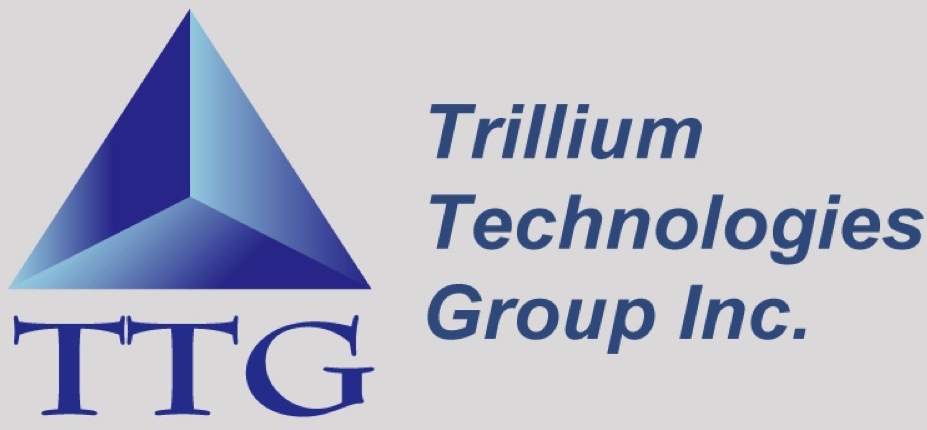 Trillium
Technologies
Group Inc.
TTG